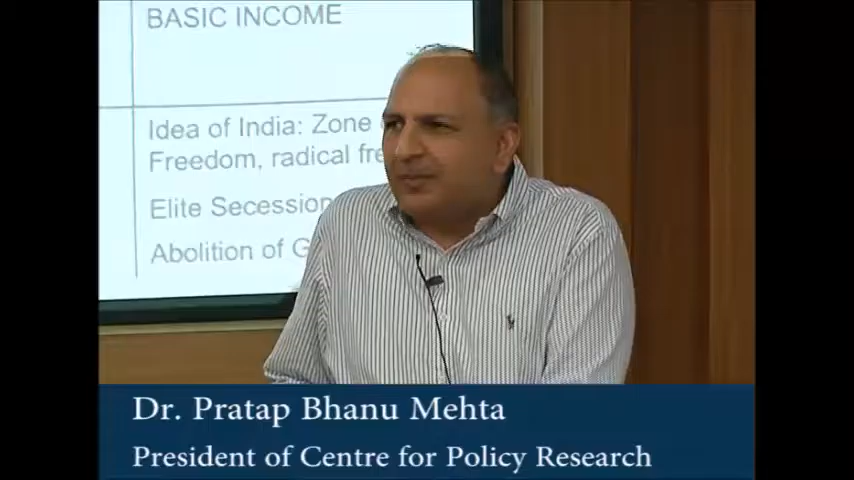 BASIC INCOME
Idea of India: Zone
Freedom, radical
Elite Secession
Abolition of
Dr. Pratap Bhanu Mehta
President of Centre for Policy Research